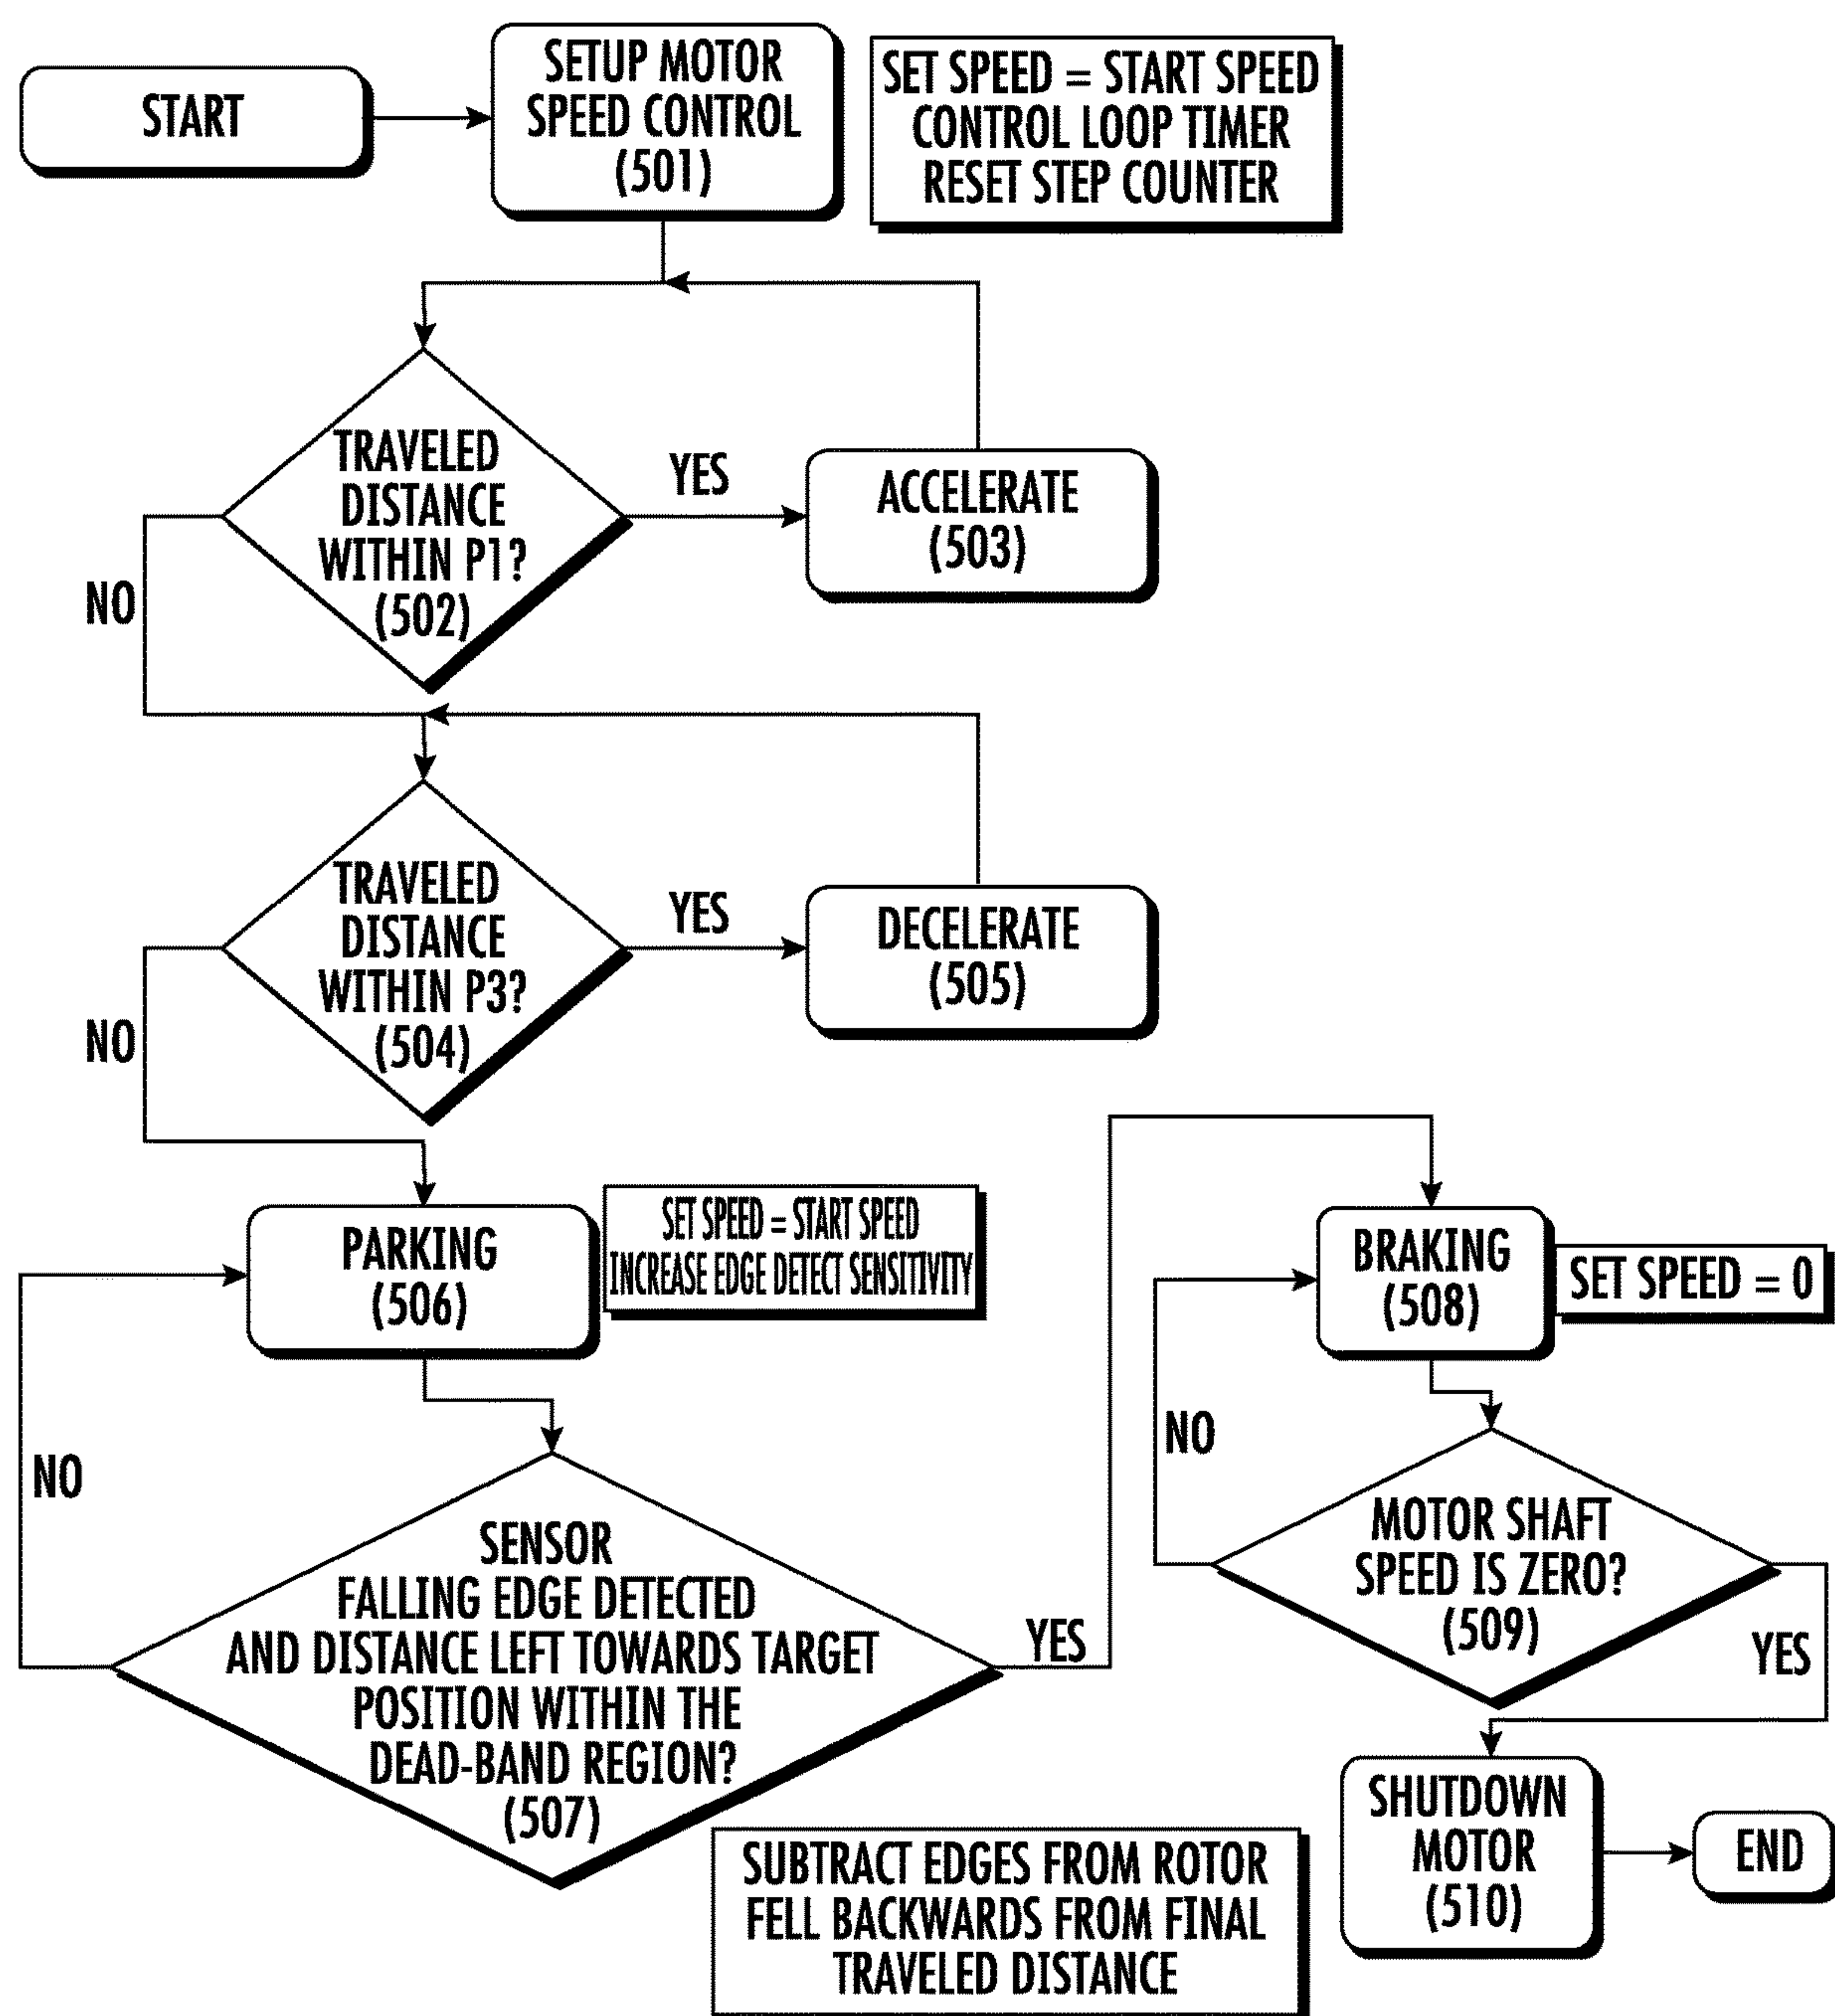 START
SETUP MOTOR
SPEED CONTROL
(501)
SET SPEED = START SPEED
CONTROL LOOP TIMER
RESET STEP COUNTER
TRAVELED
DISTANCE
WITHIN P1?
(502)
YES
NO
ACCELERATE
(503)
TRAVELED
DISTANCE
WITHIN P3?
(504)
YES
NO
DECELERATE
(505)
PARKING
(506)
SET SPEED = START SPEED
INCREASE EDGE DETECT SENSITIVITY
NO
SENSOR
FALLING EDGE DETECTED
AND DISTANCE LEFT TOWARDS TARGET
POSITION WITHIN THE
DEAD-BAND REGION?
(507)
YES
BRAKING
(508)
SET SPEED = 0
NO
MOTOR SHAFT
SPEED IS ZERO?
(509)
YES
SHUTDOWN
MOTOR
(510)
END
SUBTRACT EDGES FROM ROTOR
FELL BACKWARDS FROM FINAL
TRAVELED DISTANCE